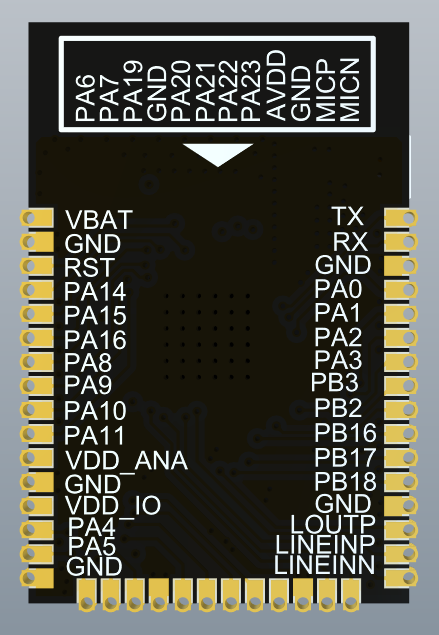 PA6
PA7
PA19
GND
PA20
PA21
PA22
PA23
AVDD
GND
MICP
MICN
VBAT
GND
RST
PA14
PA15
PA16
PA8
PA9
PA10
PA11
VDD_ANA
GND
VDD_IO
PA4
PA5
GND
TX
RX
GND
PA0
PA1
PA2
PA3
PB3
PB2
PB16
PB17
PB18
GND
LOUTP
LINEINP
LINEINN